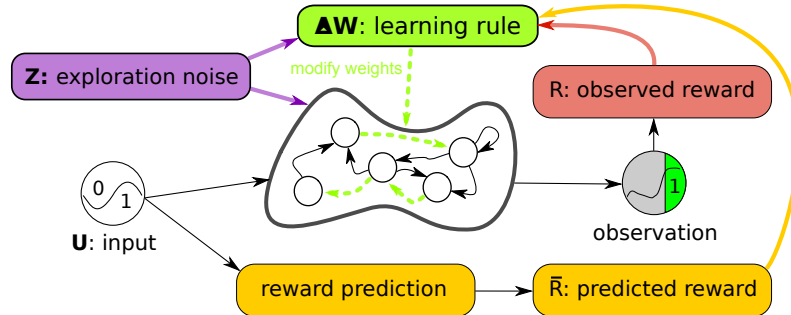 ΔW: learning rule
modify weights
Z: exploration noise
R: observed reward
0
1
1
U: input
observation
reward prediction
R̄: predicted reward